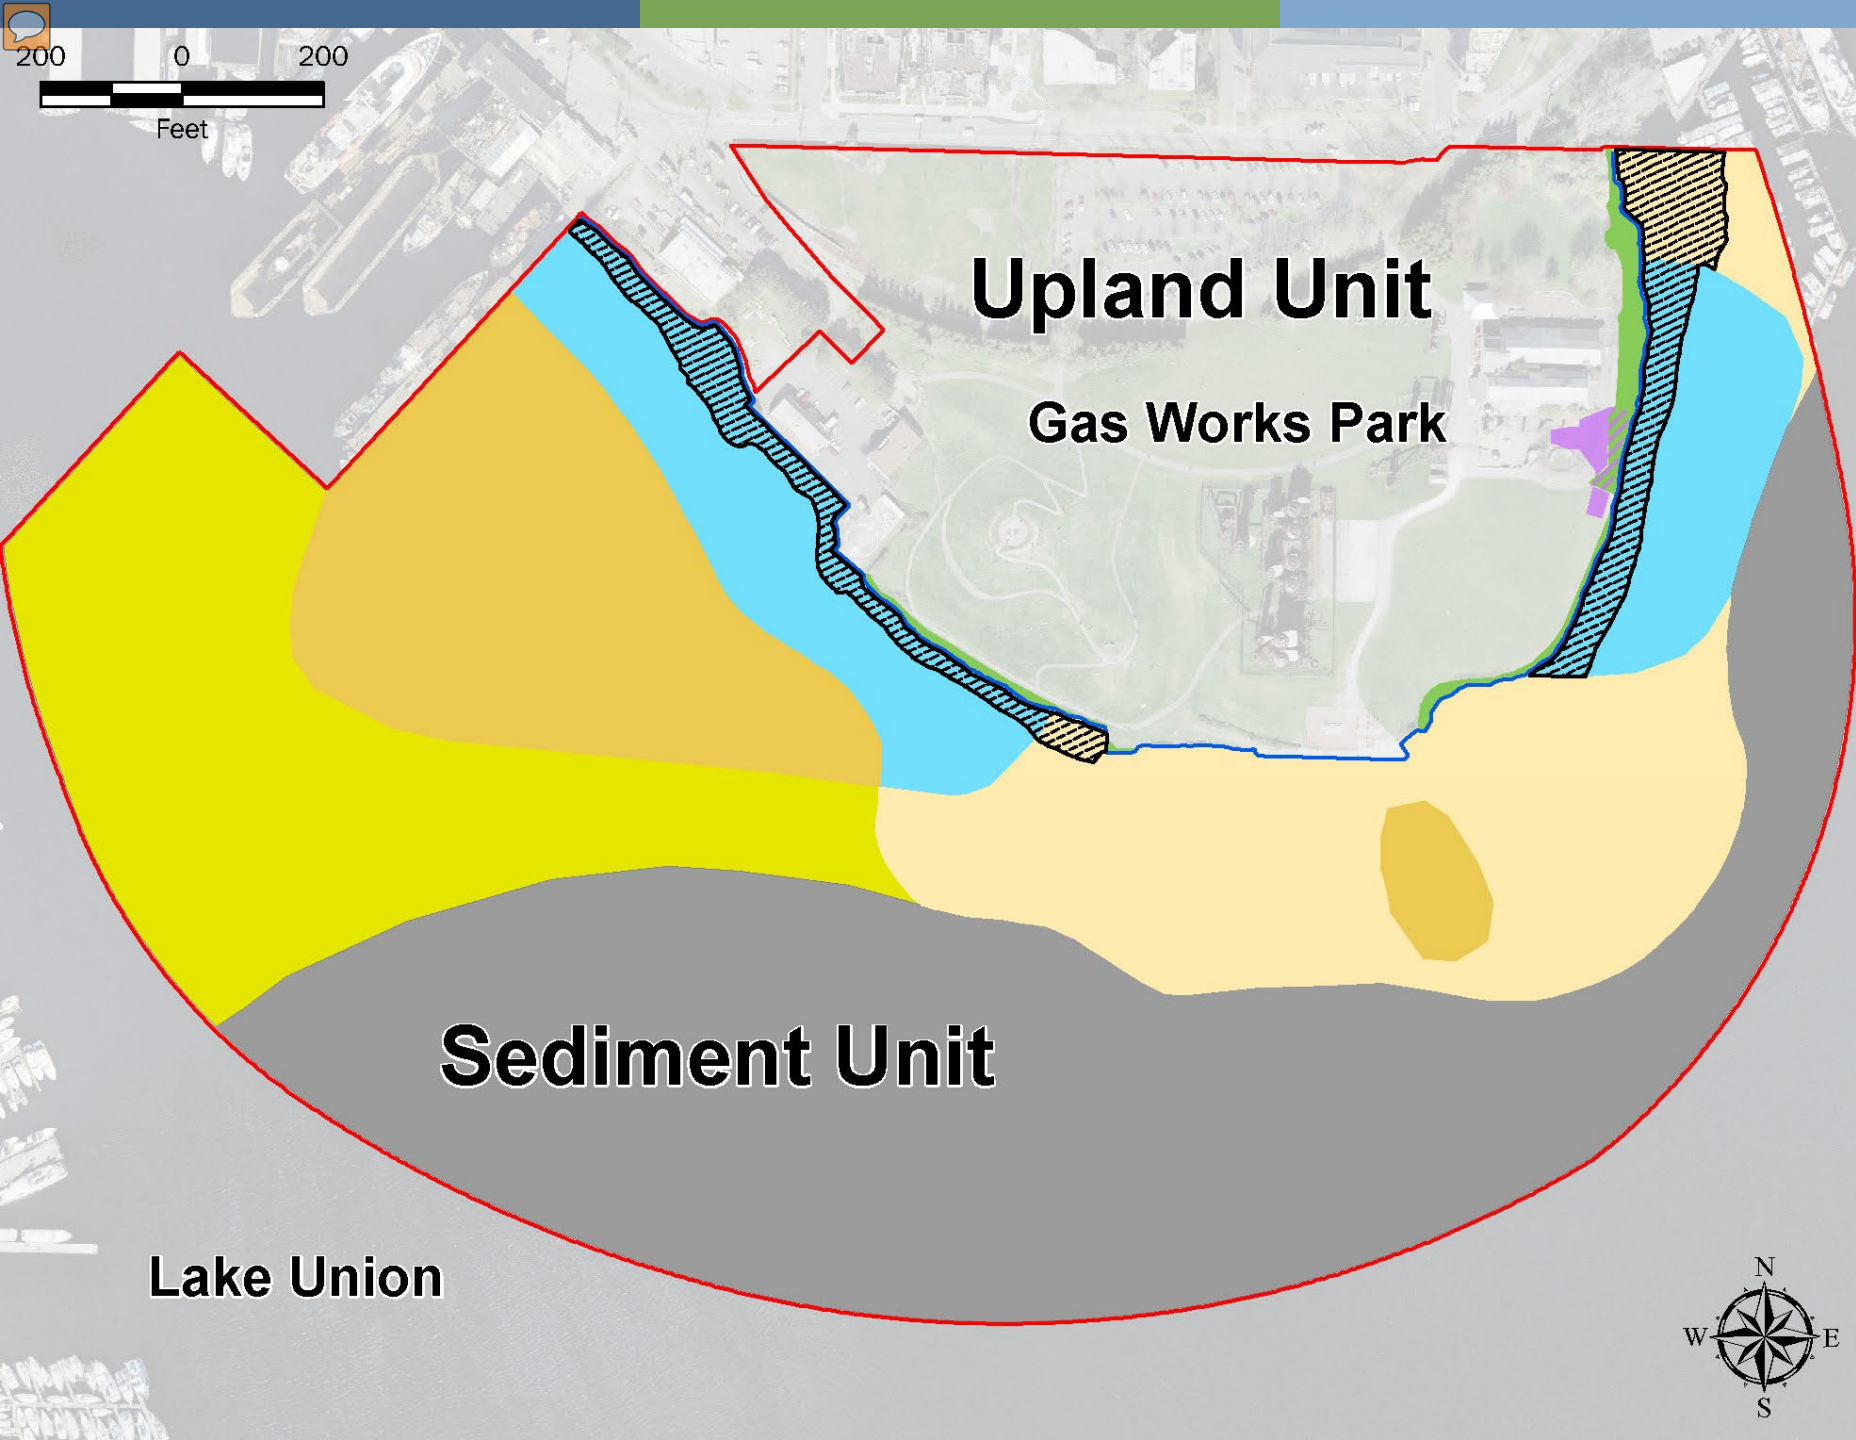 200 0 200
Feet
Upland Unit
Gas Works Park
Sediment Unit
Lake Union
N
W E
S